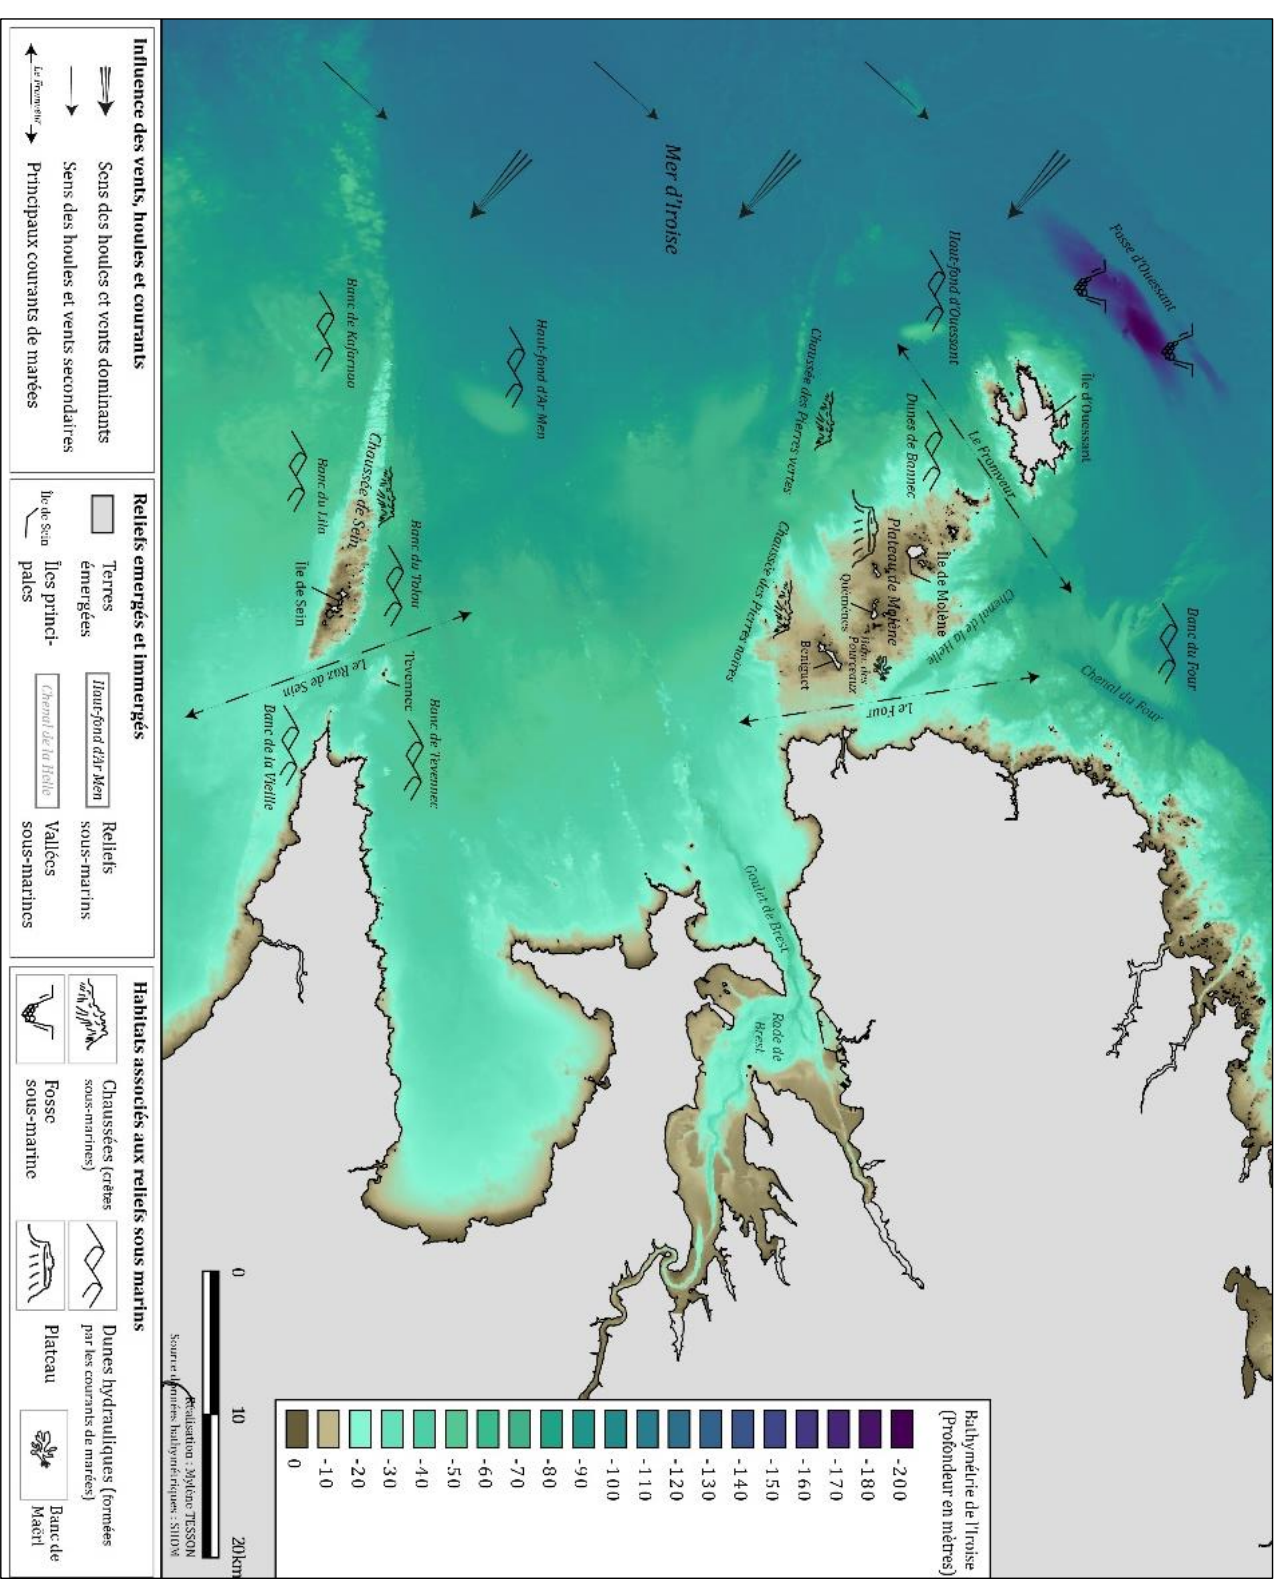 Fosse d'Ouessant
Île d'Ouessant
Banc du Four
Haut-fond d'Ouessant
Le Fromveur
Chenal du Four
Dunes de Bannec
Île de Molène
Chenal de la Helle
Plateau de Molène
Quéménès
Banc des
Pourceaux
Le Four
Beniguet
Chaussée des Pierres vertes
Chaussée des Pierres noires
Mer d'Iroise
Goulet de Brest
Rade de
Brest
Haut-fond d'Ar Men
Banc de Tevennec
Tevennec
Banc du Talou
Chaussée de Sein
Le Raz de Sein
Banc de Kafarnao
Banc du Lila
Île de Sein
Banc de la Vieille
Bathymétrie de l'Iroise
(Profondeur en mètres)
-200
-180
-170
-160
-150
-140
-130
-120
-110
-100
-90
-80
-70
-60
-50
-40
-30
-20
-10
0
0 10 20km
Réalisation : Mylène TESSON
Source données bathymétriques : SHOM
Influence des vents, houles et courants
Sens des houles et vents dominants
Sens des houles et vents secondaires
Le Fromveur
Principaux courants de marées
Reliefs emergés et immergés
Terres
émergées
Île de Sein
Îles princi-
pales
Haut-fond d'Ar Men
Reliefs
sous-marins
Chenal de la Helle
Vallées
sous-marines
Habitats associés aux reliefs sous marins
Chaussées (crêtes
sous-marines)
Dunes hydrauliques (formées
par les courants de marées)
Fosse
sous-marine
Plateau
Banc de
Maërl